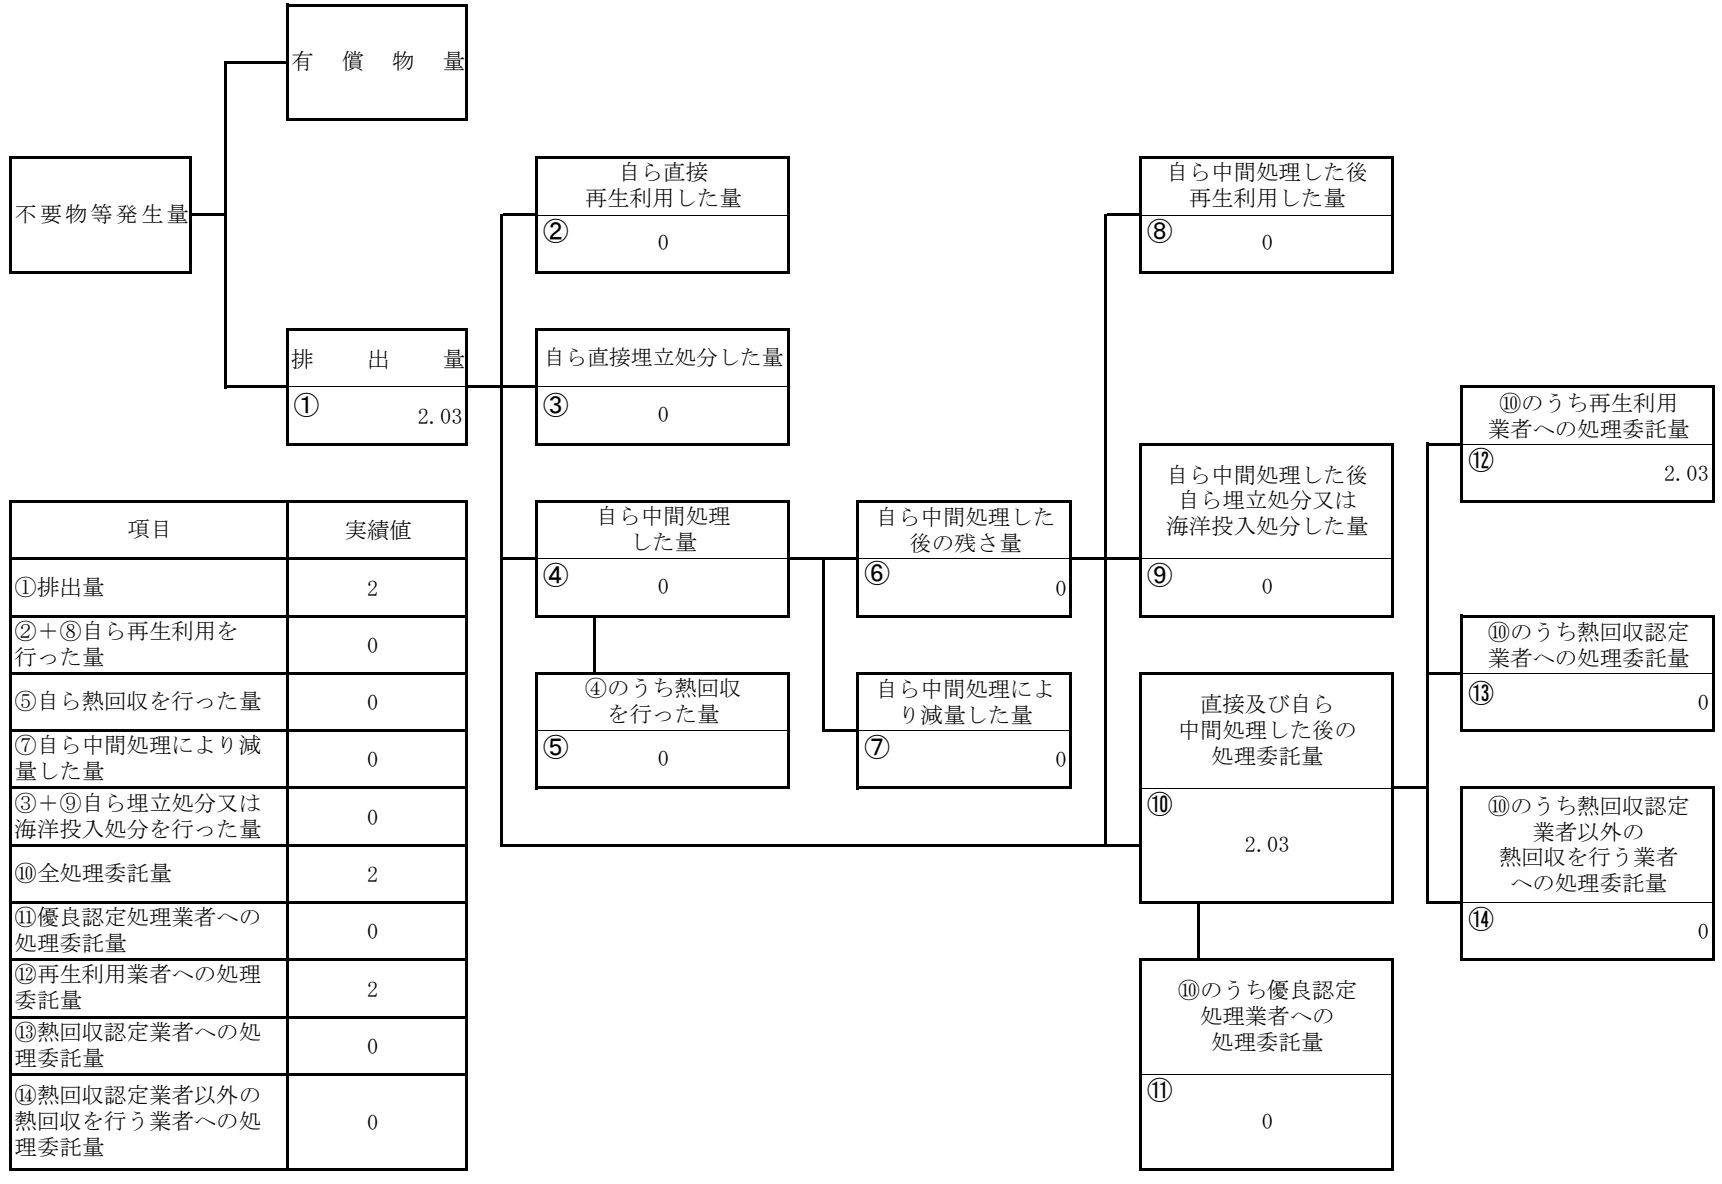 有償物量
不要物等発生量
自ら直接
再生利用した量
②
0
自ら中間処理した後
再生利用した量
⑧
0
排出量
①
2.03
自ら直接埋立処分した量
③
0
⑩のうち再生利用
業者への処理委託量
⑫
2.03
自ら中間処理
した量
④
0
自ら中間処理した
後の残さ量
⑥
0
自ら中間処理した後
自ら埋立処分又は
海洋投入処分した量
⑨
0
⑩のうち熱回収認定
業者への処理委託量
⑬
0
④のうち熱回収
を行った量
⑤
0
自ら中間処理によ
り減量した量
⑦
0
直接及び自ら
中間処理した後の
処理委託量
⑩
2.03
⑩のうち熱回収認定
業者以外の
熱回収を行う業者
への処理委託量
⑭
0
⑩のうち優良認定
処理業者への
処理委託量
⑪
0
項目 実績値
①排出量 2
②＋⑧自ら再生利用を
行った量 0
⑤自ら熱回収を行った量 0
⑦自ら中間処理により減
量した量 0
③＋⑨自ら埋立処分又は
海洋投入処分を行った量 0
⑩全処理委託量 2
⑪優良認定処理業者への
処理委託量 0
⑫再生利用業者への処理
委託量 2
⑬熱回収認定業者への処
理委託量 0
⑭熱回収認定業者以外の
熱回収を行う業者への処
理委託量 0